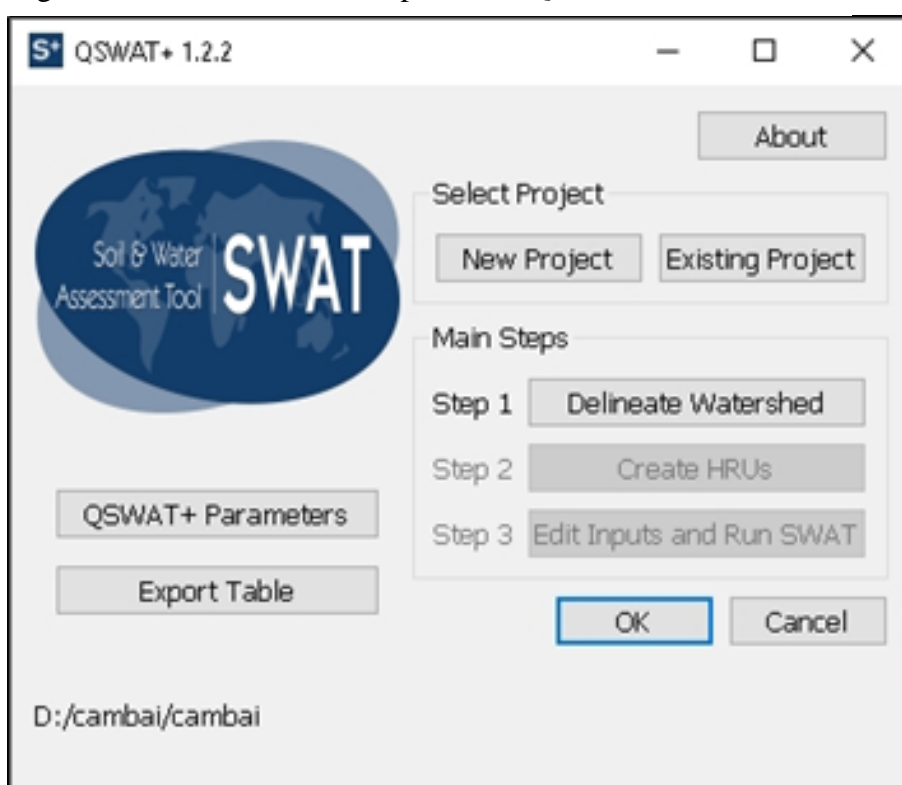 S+ QSWAT+ 1.2.2
About
Soil & Water
Assessment Tool
SWAT
Select Project
New Project Existing Project
Main Steps
Step 1 Delineate Watershed
Step 2 Create HRUs
Step 3 Edit Inputs and Run SWAT
QSWAT+ Parameters
Export Table
OK Cancel
D:/cambai/cambai